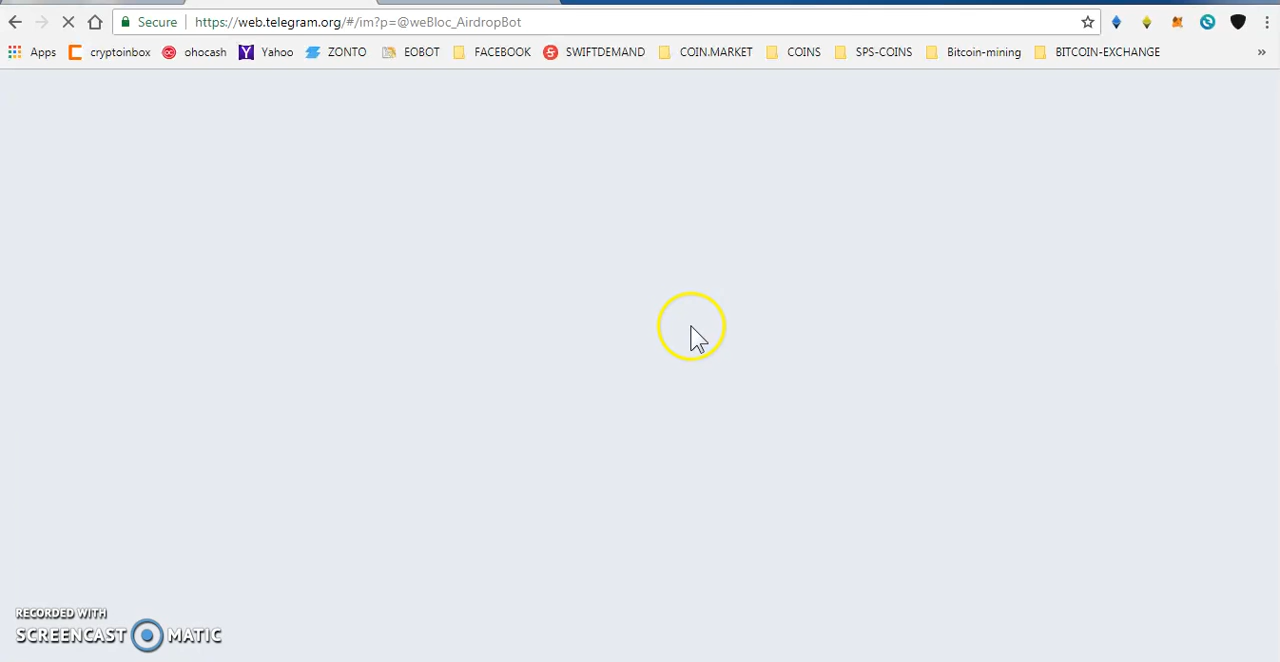 Secure
https://web.telegram.org/#/im?p=@weBloc_AirdropBot
Apps cryptoinbox ohocash Yahoo ZONTO EOBOT FACEBOOK SWIFTDEMAND COIN.MARKET COINS SPS-COINS Bitcoin-mining BITCOIN-EXCHANGE »
RECORDED WITH
SCREENCAST MATIC